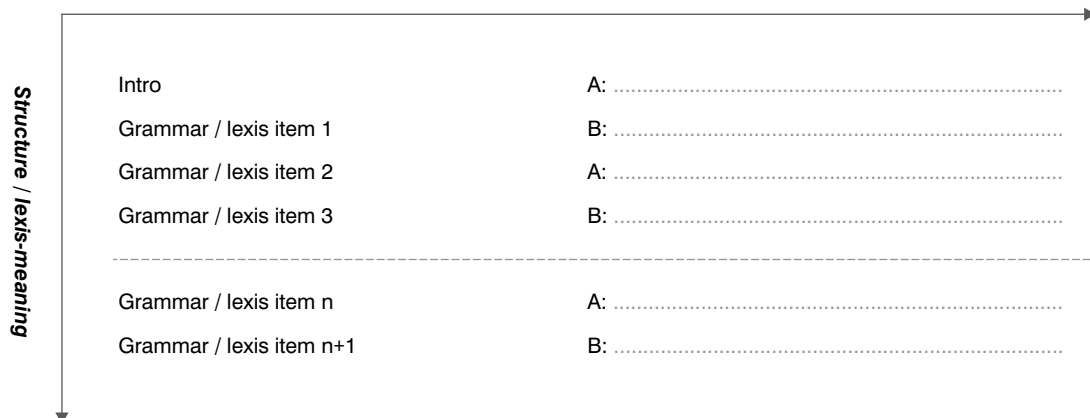 Structure / lexis-meaning
Intro A: ....................................................................................
Grammar / lexis item 1 B: ....................................................................................
Grammar / lexis item 2 A: ....................................................................................
Grammar / lexis item 3 B: ....................................................................................
Grammar / lexis item n A: ....................................................................................
Grammar / lexis item n+1 B: ....................................................................................